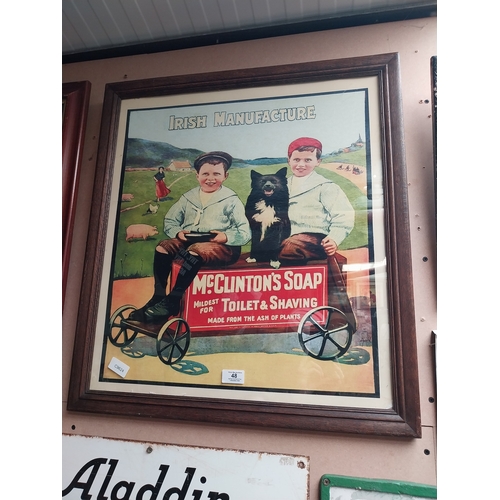 IRISH MANUFACTURE
McCLINTON'S SOAP
MILDEST FOR TOILET & SHAVING
MADE FROM THE ASH OF PLANTS
48
Aladdin